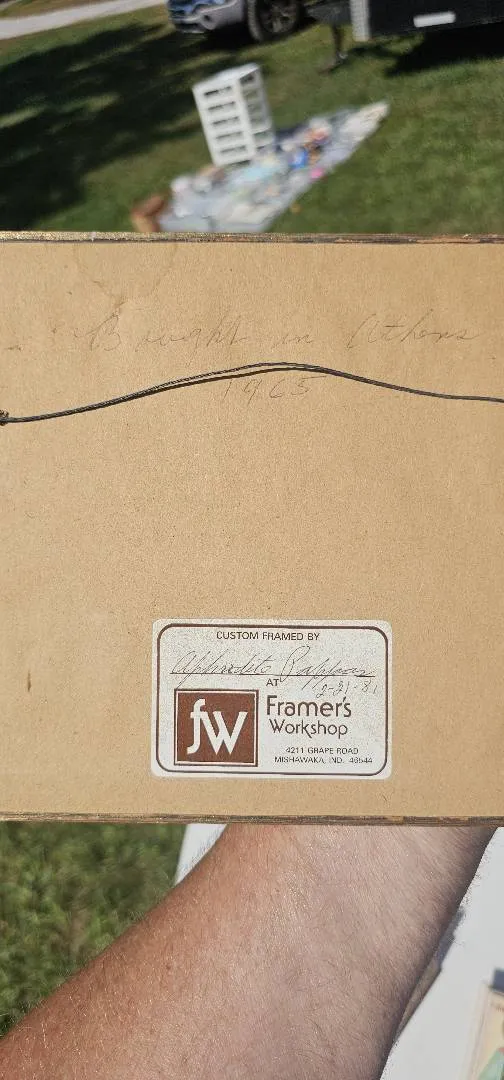 Bought in Athens
1965
CUSTOM FRAMED BY
Aphrodite Pappas
AT
2-21-81
fw
Framer's
Workshop
4211 GRAPE ROAD
MISHAWAKA, IND. 46544